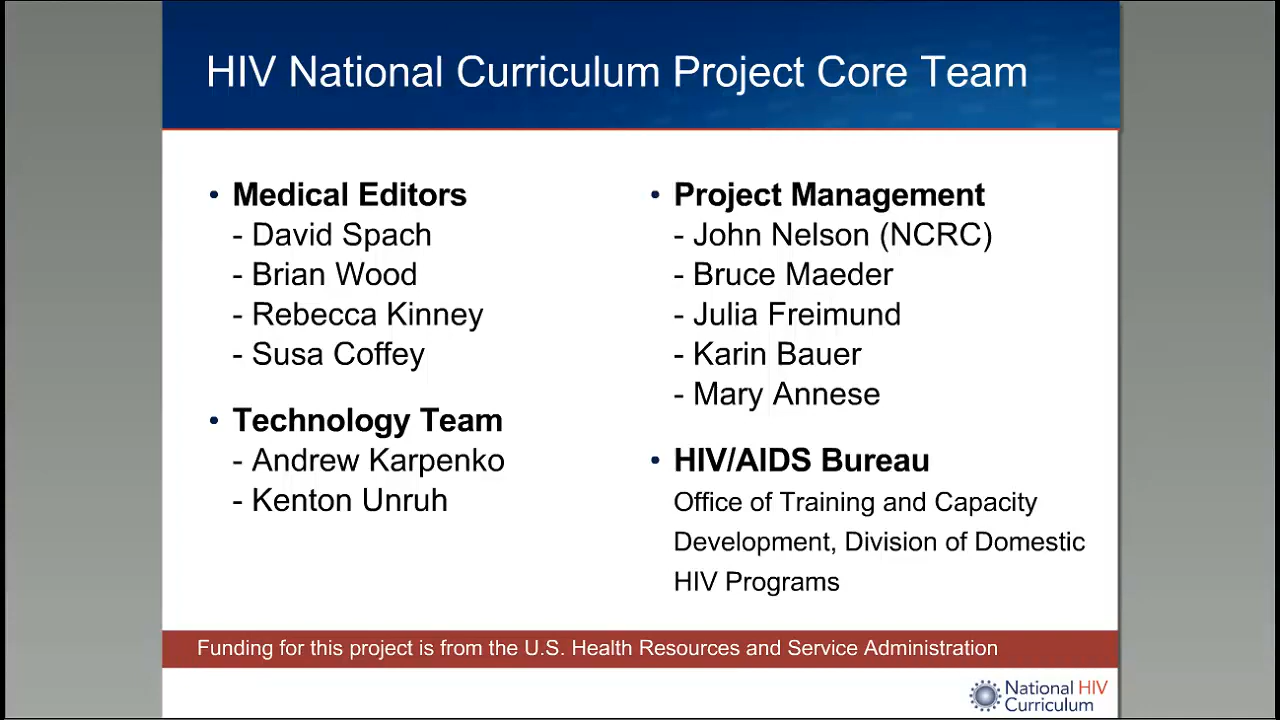 HIV National Curriculum Project Core Team
• Medical Editors
- David Spach
- Brian Wood
- Rebecca Kinney
- Susa Coffey
• Technology Team
- Andrew Karpenko
- Kenton Unruh
• Project Management
- John Nelson (NCRC)
- Bruce Maeder
- Julia Freimund
- Karin Bauer
- Mary Annese
• HIV/AIDS Bureau
Office of Training and Capacity
Development, Division of Domestic
HIV Programs
Funding for this project is from the U.S. Health Resources and Service Administration
National HIV
Curriculum